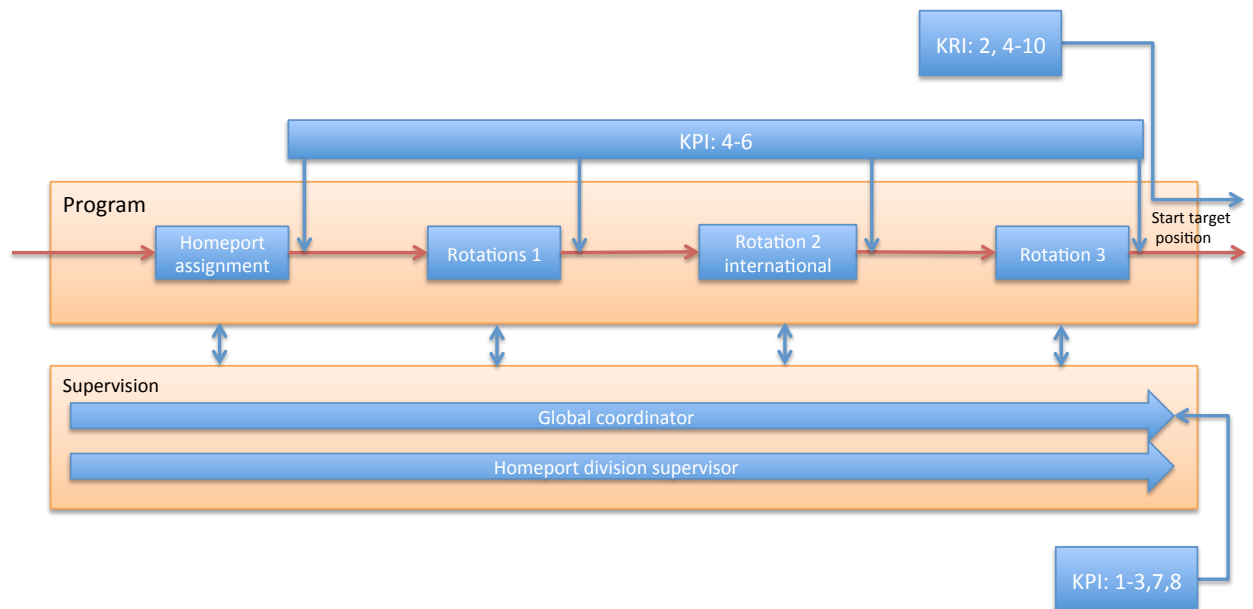 KRI: 2, 4-10
KPI: 4-6
Program
Homeport
assignment
Rotations 1
Rotation 2
international
Rotation 3
Start target
position
Supervision
Global coordinator
Homeport division supervisor
KPI: 1-3,7,8